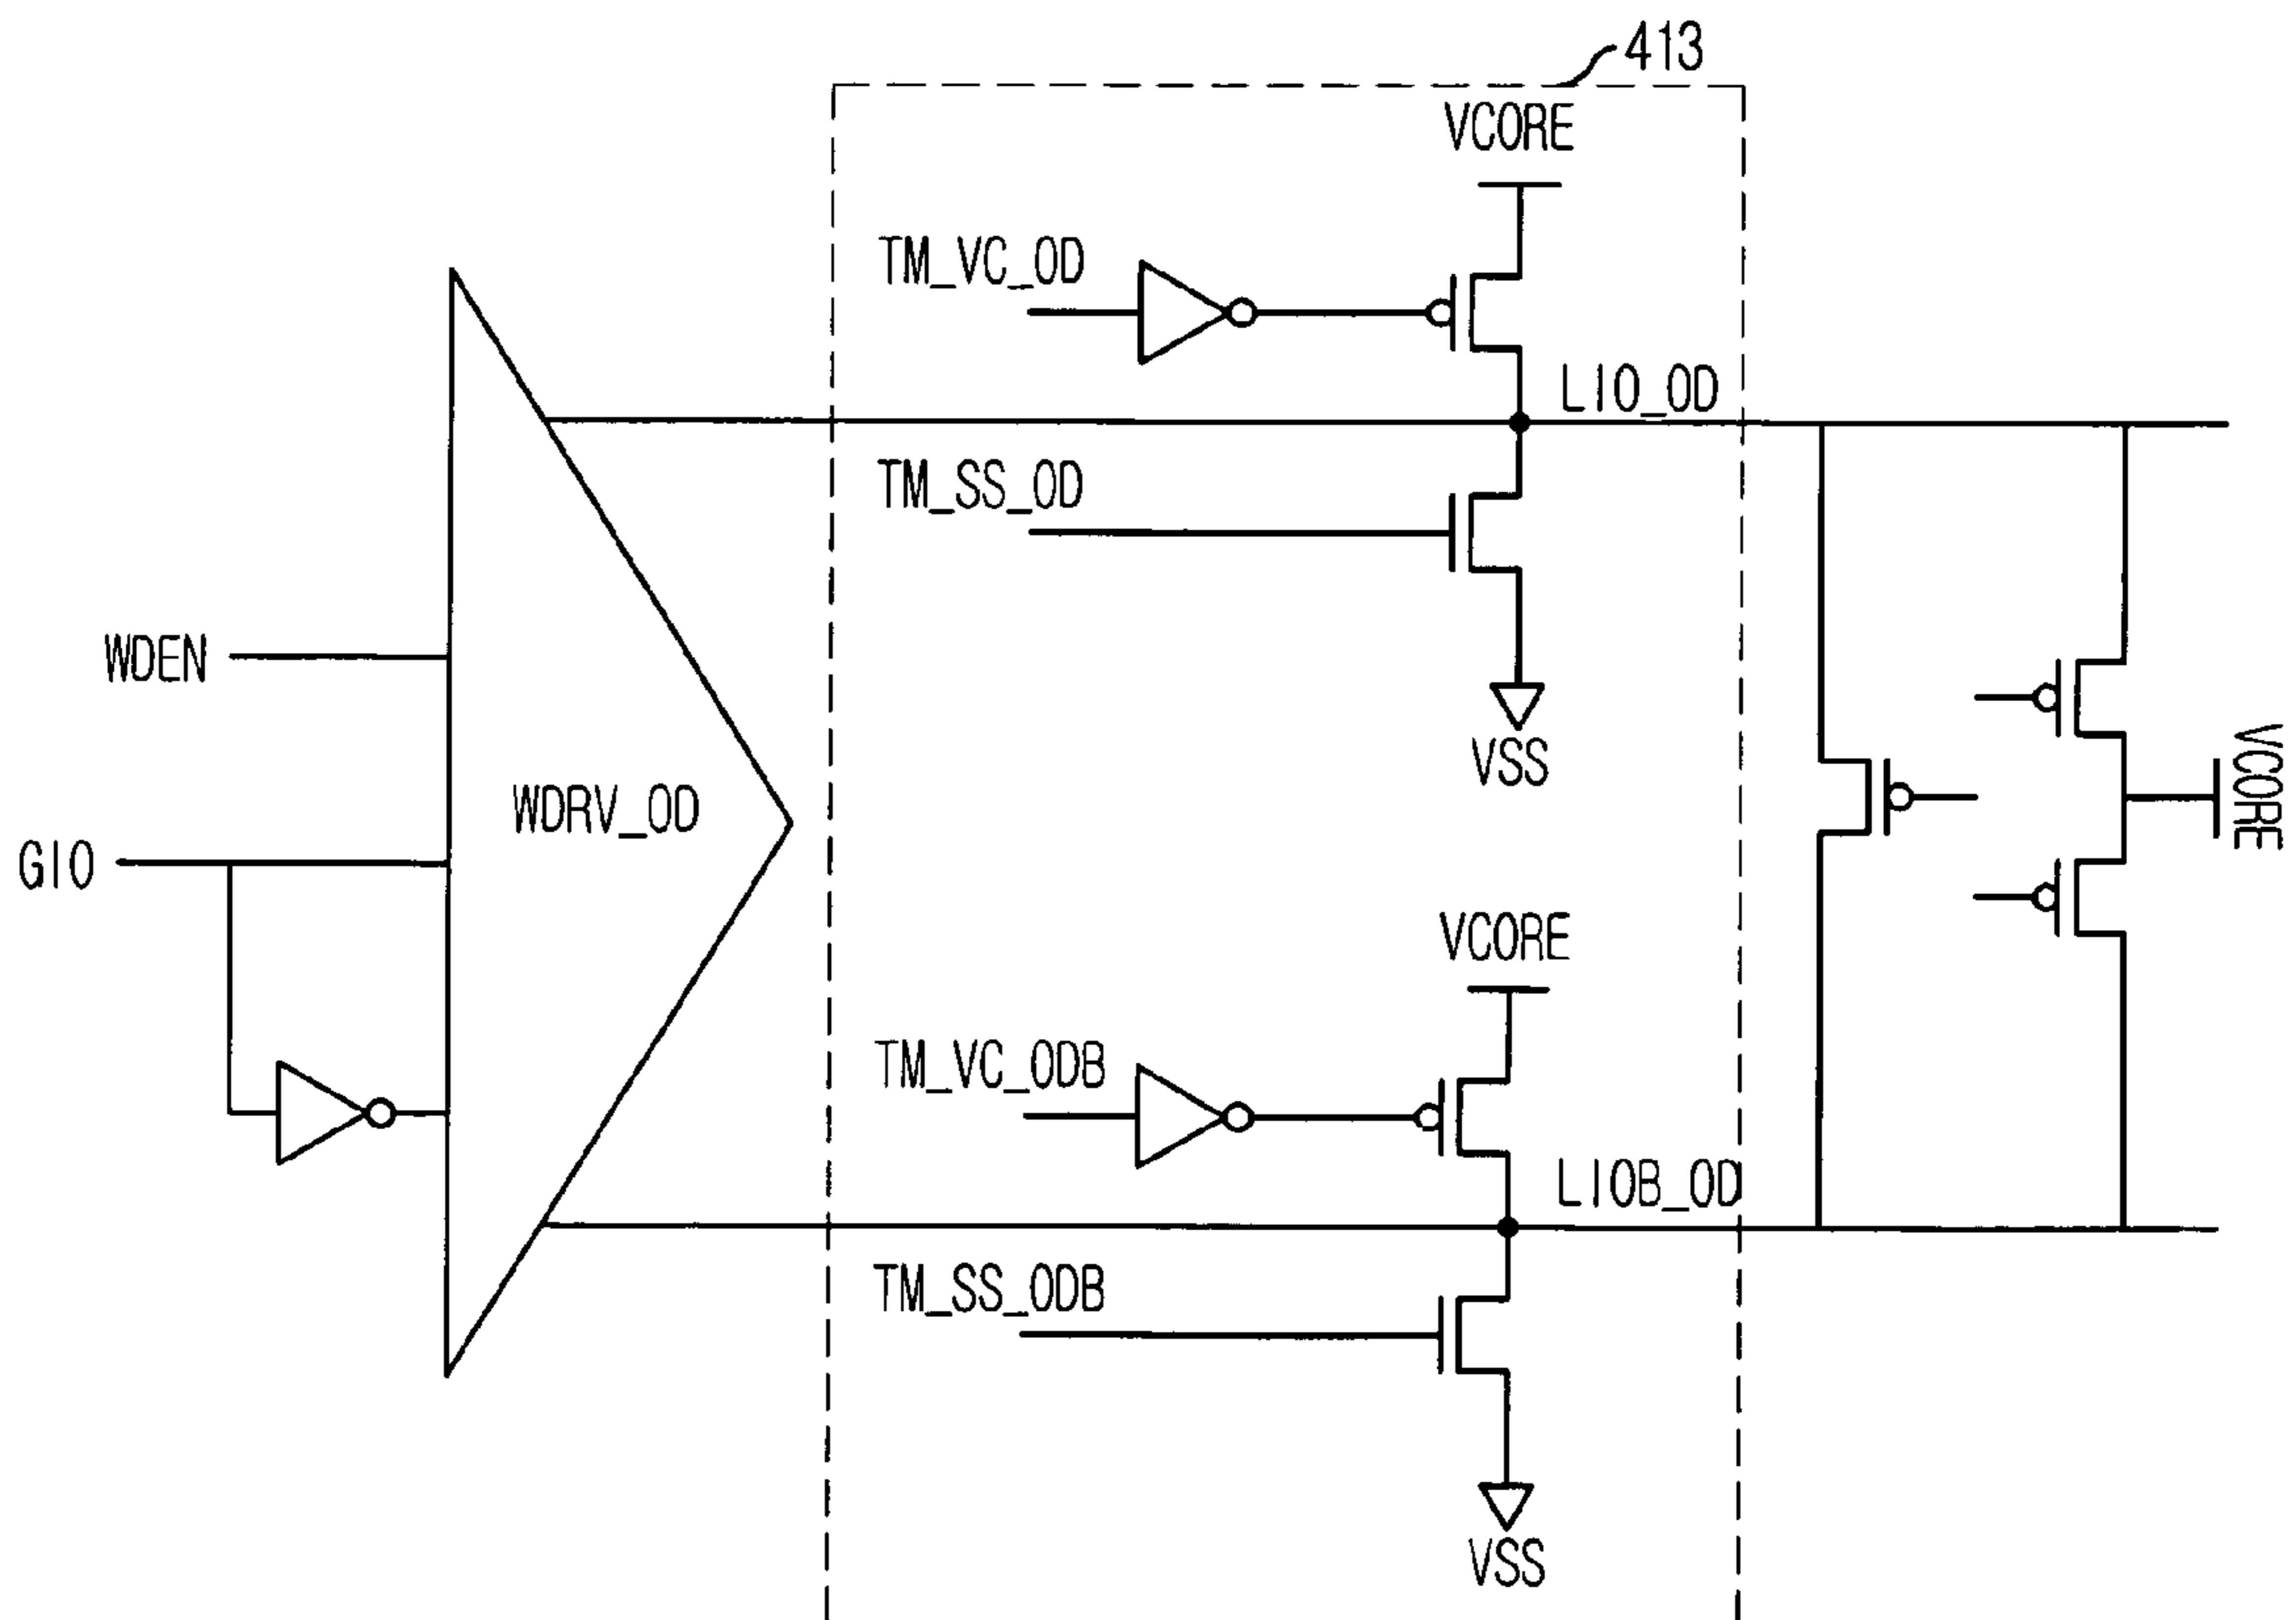 413
VCORE
TM_VC_OD
LIO_OD
TM_SS_OD
WDEN
VSS
VCORE
WDRV_OD
GIO
VCORE
TM_VC_ODB
LIOB_OD
TM_SS_ODB
VSS